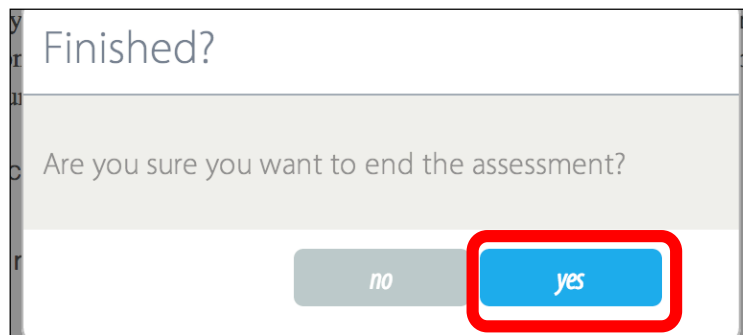 Finished?
Are you sure you want to end the assessment?
no yes